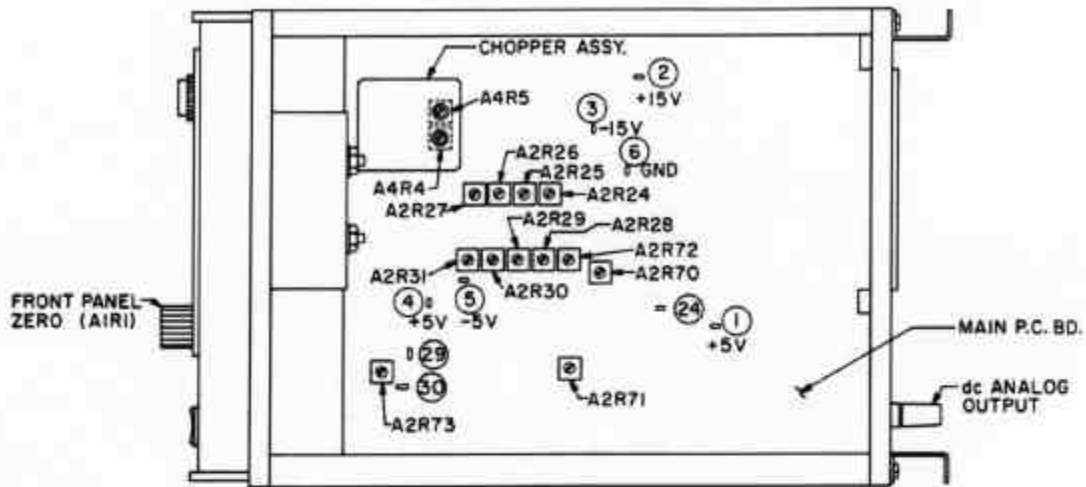 CHOPPER ASSY.
2
+15V
A4R5
3
-15V
6
GND
A2R26
A2R25
A4R4
A2R24
A2R27
A2R29
A2R28
A2R72
A2R70
A2R31
A2R30
FRONT PANEL
ZERO (A1R1)
4
+5V
5
-5V
24
1
+5V
MAIN P.C. BD.
29
30
A2R73
A2R71
dc ANALOG
OUTPUT